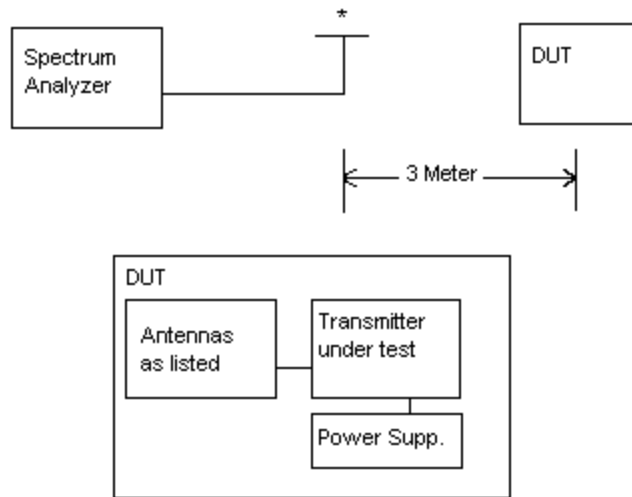 *
Spectrum
Analyzer
DUT
3 Meter
DUT
Antennas
as listed
Transmitter
under test
Power Supp.